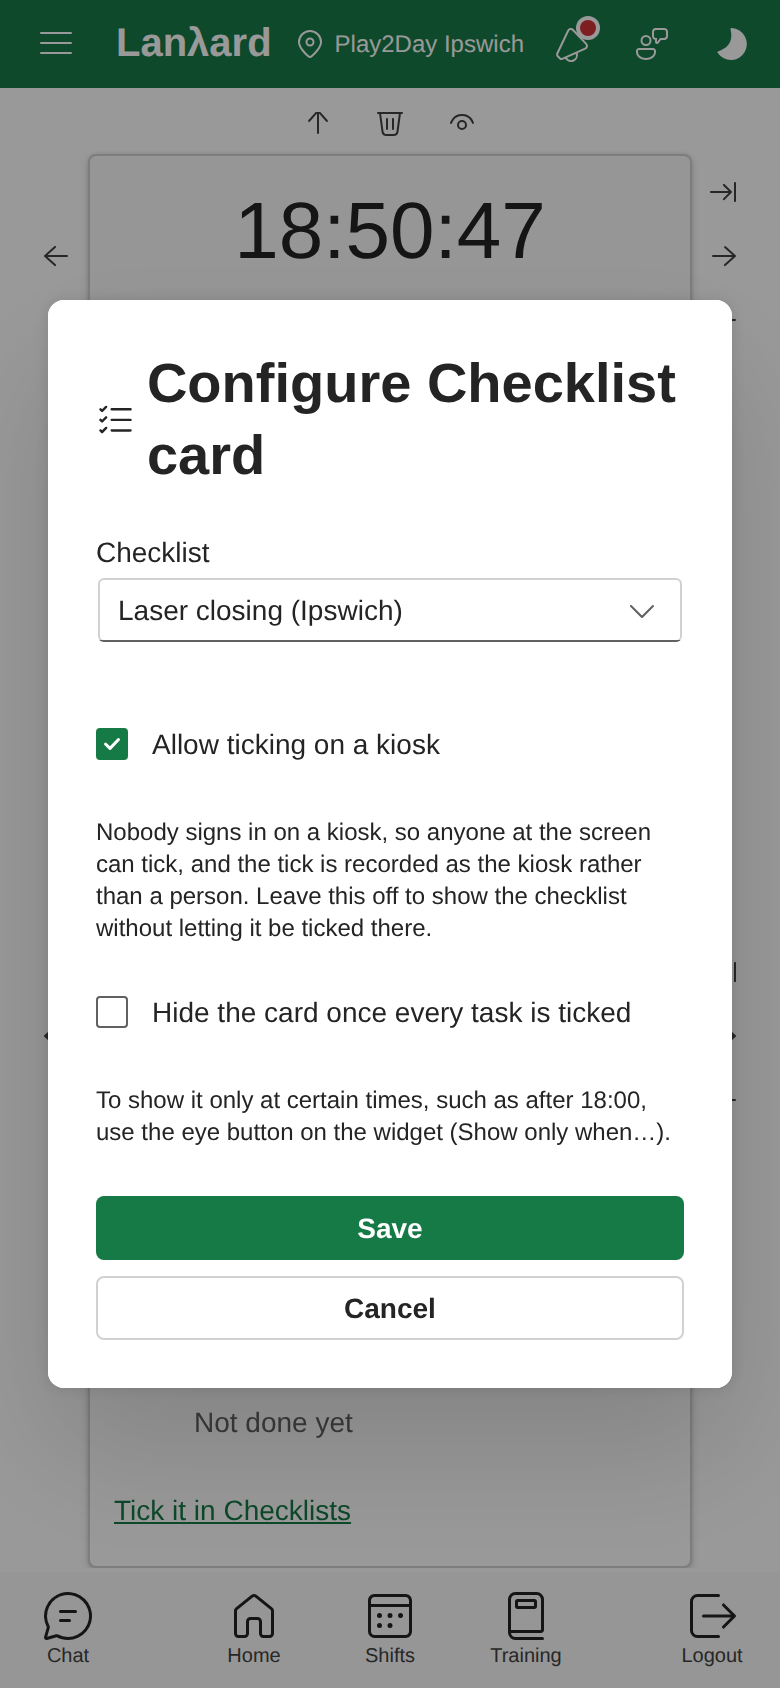 Lanλard
Play2Day Ipswich
18:50:47
Configure Checklist
card
Checklist
Laser closing (Ipswich)
Allow ticking on a kiosk
Nobody signs in on a kiosk, so anyone at the screen
can tick, and the tick is recorded as the kiosk rather
than a person. Leave this off to show the checklist
without letting it be ticked there.
Hide the card once every task is ticked
To show it only at certain times, such as after 18:00,
use the eye button on the widget (Show only when…).
Save
Cancel
Not done yet
Tick it in Checklists
Chat
Home
Shifts
Training
Logout